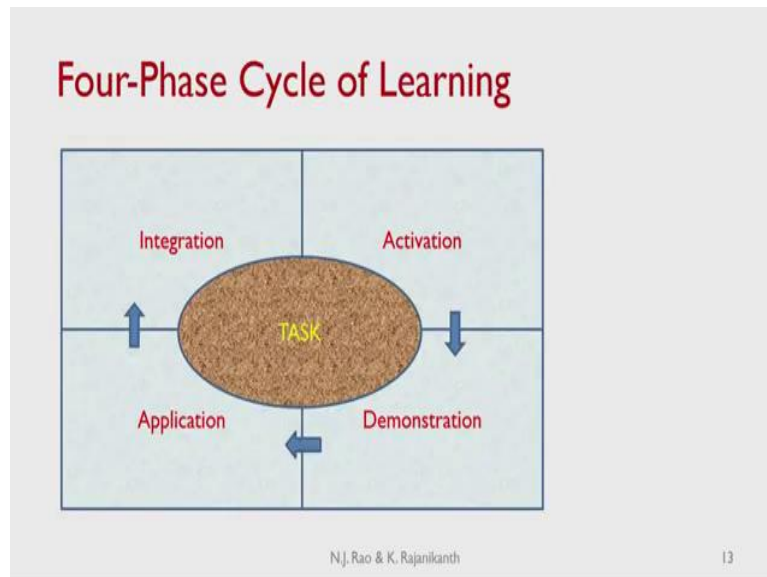 Four-Phase Cycle of Learning
Integration
Activation
TASK
Application
Demonstration
N.J. Rao & K. Rajanikanth
13